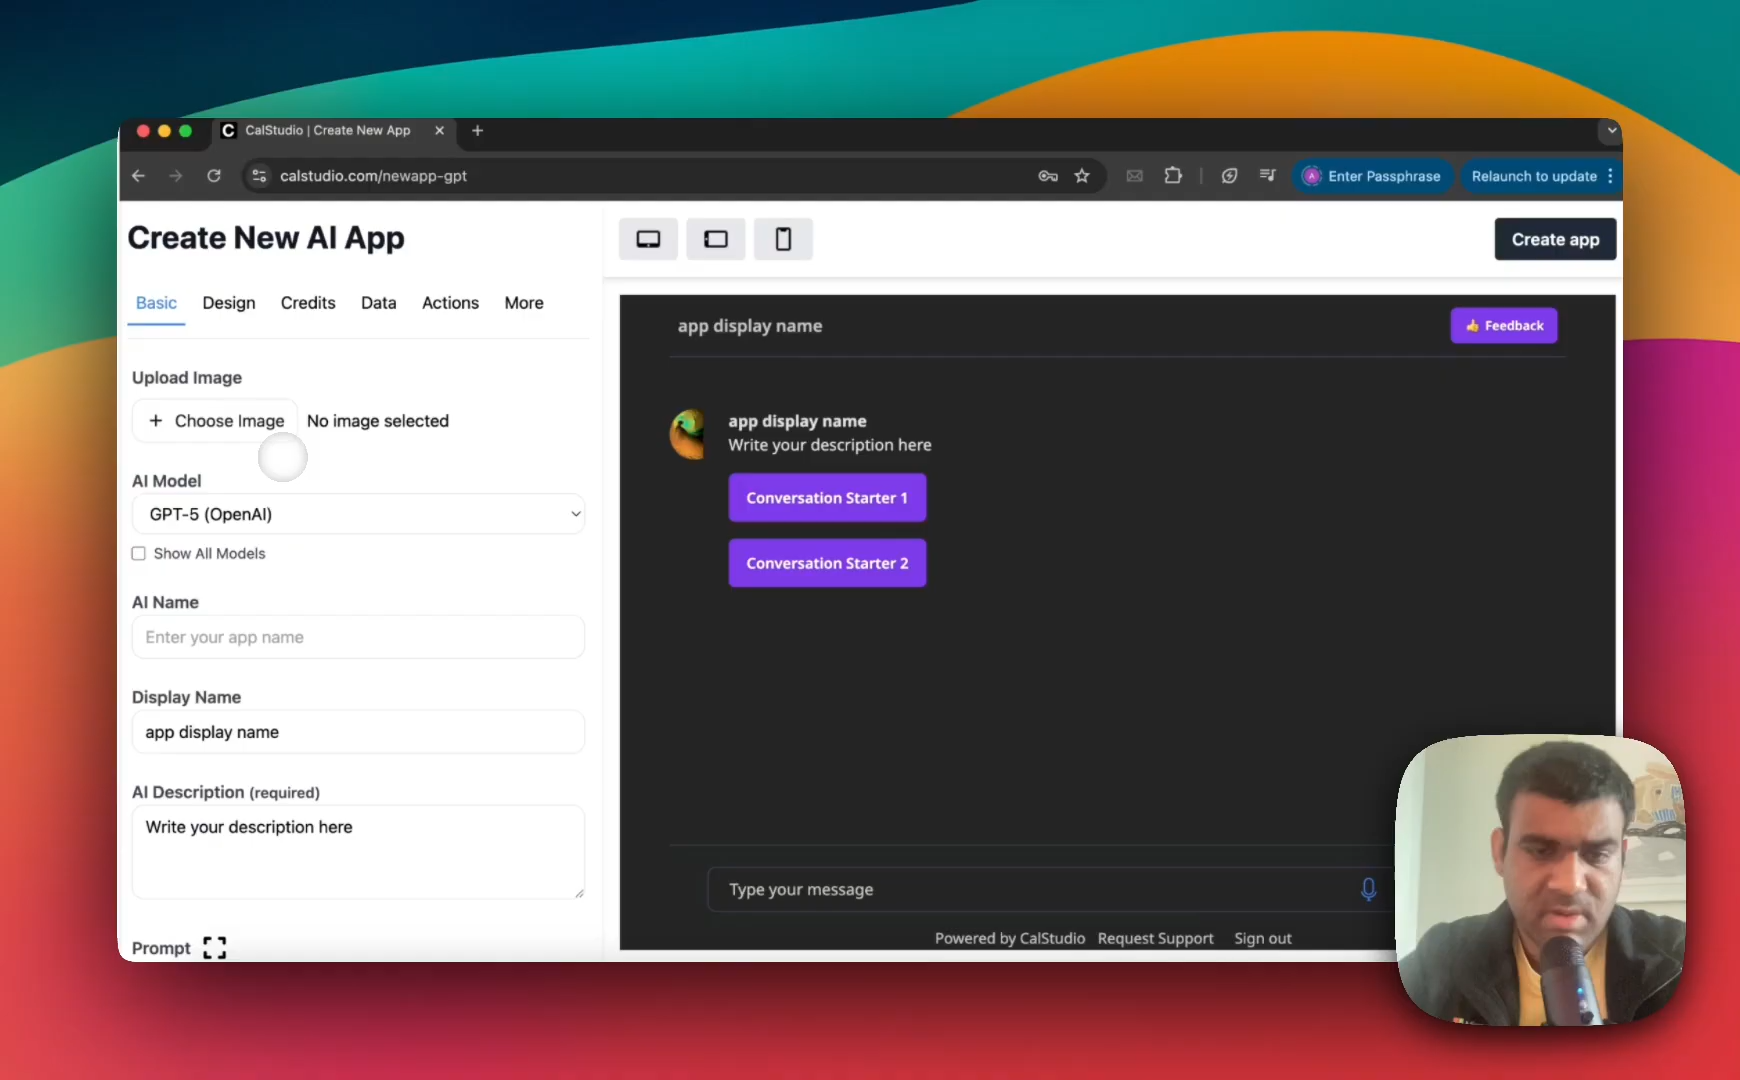 CalStudio | Create New App
calstudio.com/newapp-gpt
Enter Passphrase
Relaunch to update
Create New AI App
Create app
Basic Design Credits Data Actions More
Upload Image
+ Choose Image No image selected
AI Model
GPT-5 (OpenAI)
Show All Models
AI Name
Enter your app name
Display Name
app display name
AI Description (required)
Write your description here
Prompt
app display name
👍 Feedback
app display name
Write your description here
Conversation Starter 1
Conversation Starter 2
Type your message
Powered by CalStudio Request Support Sign out